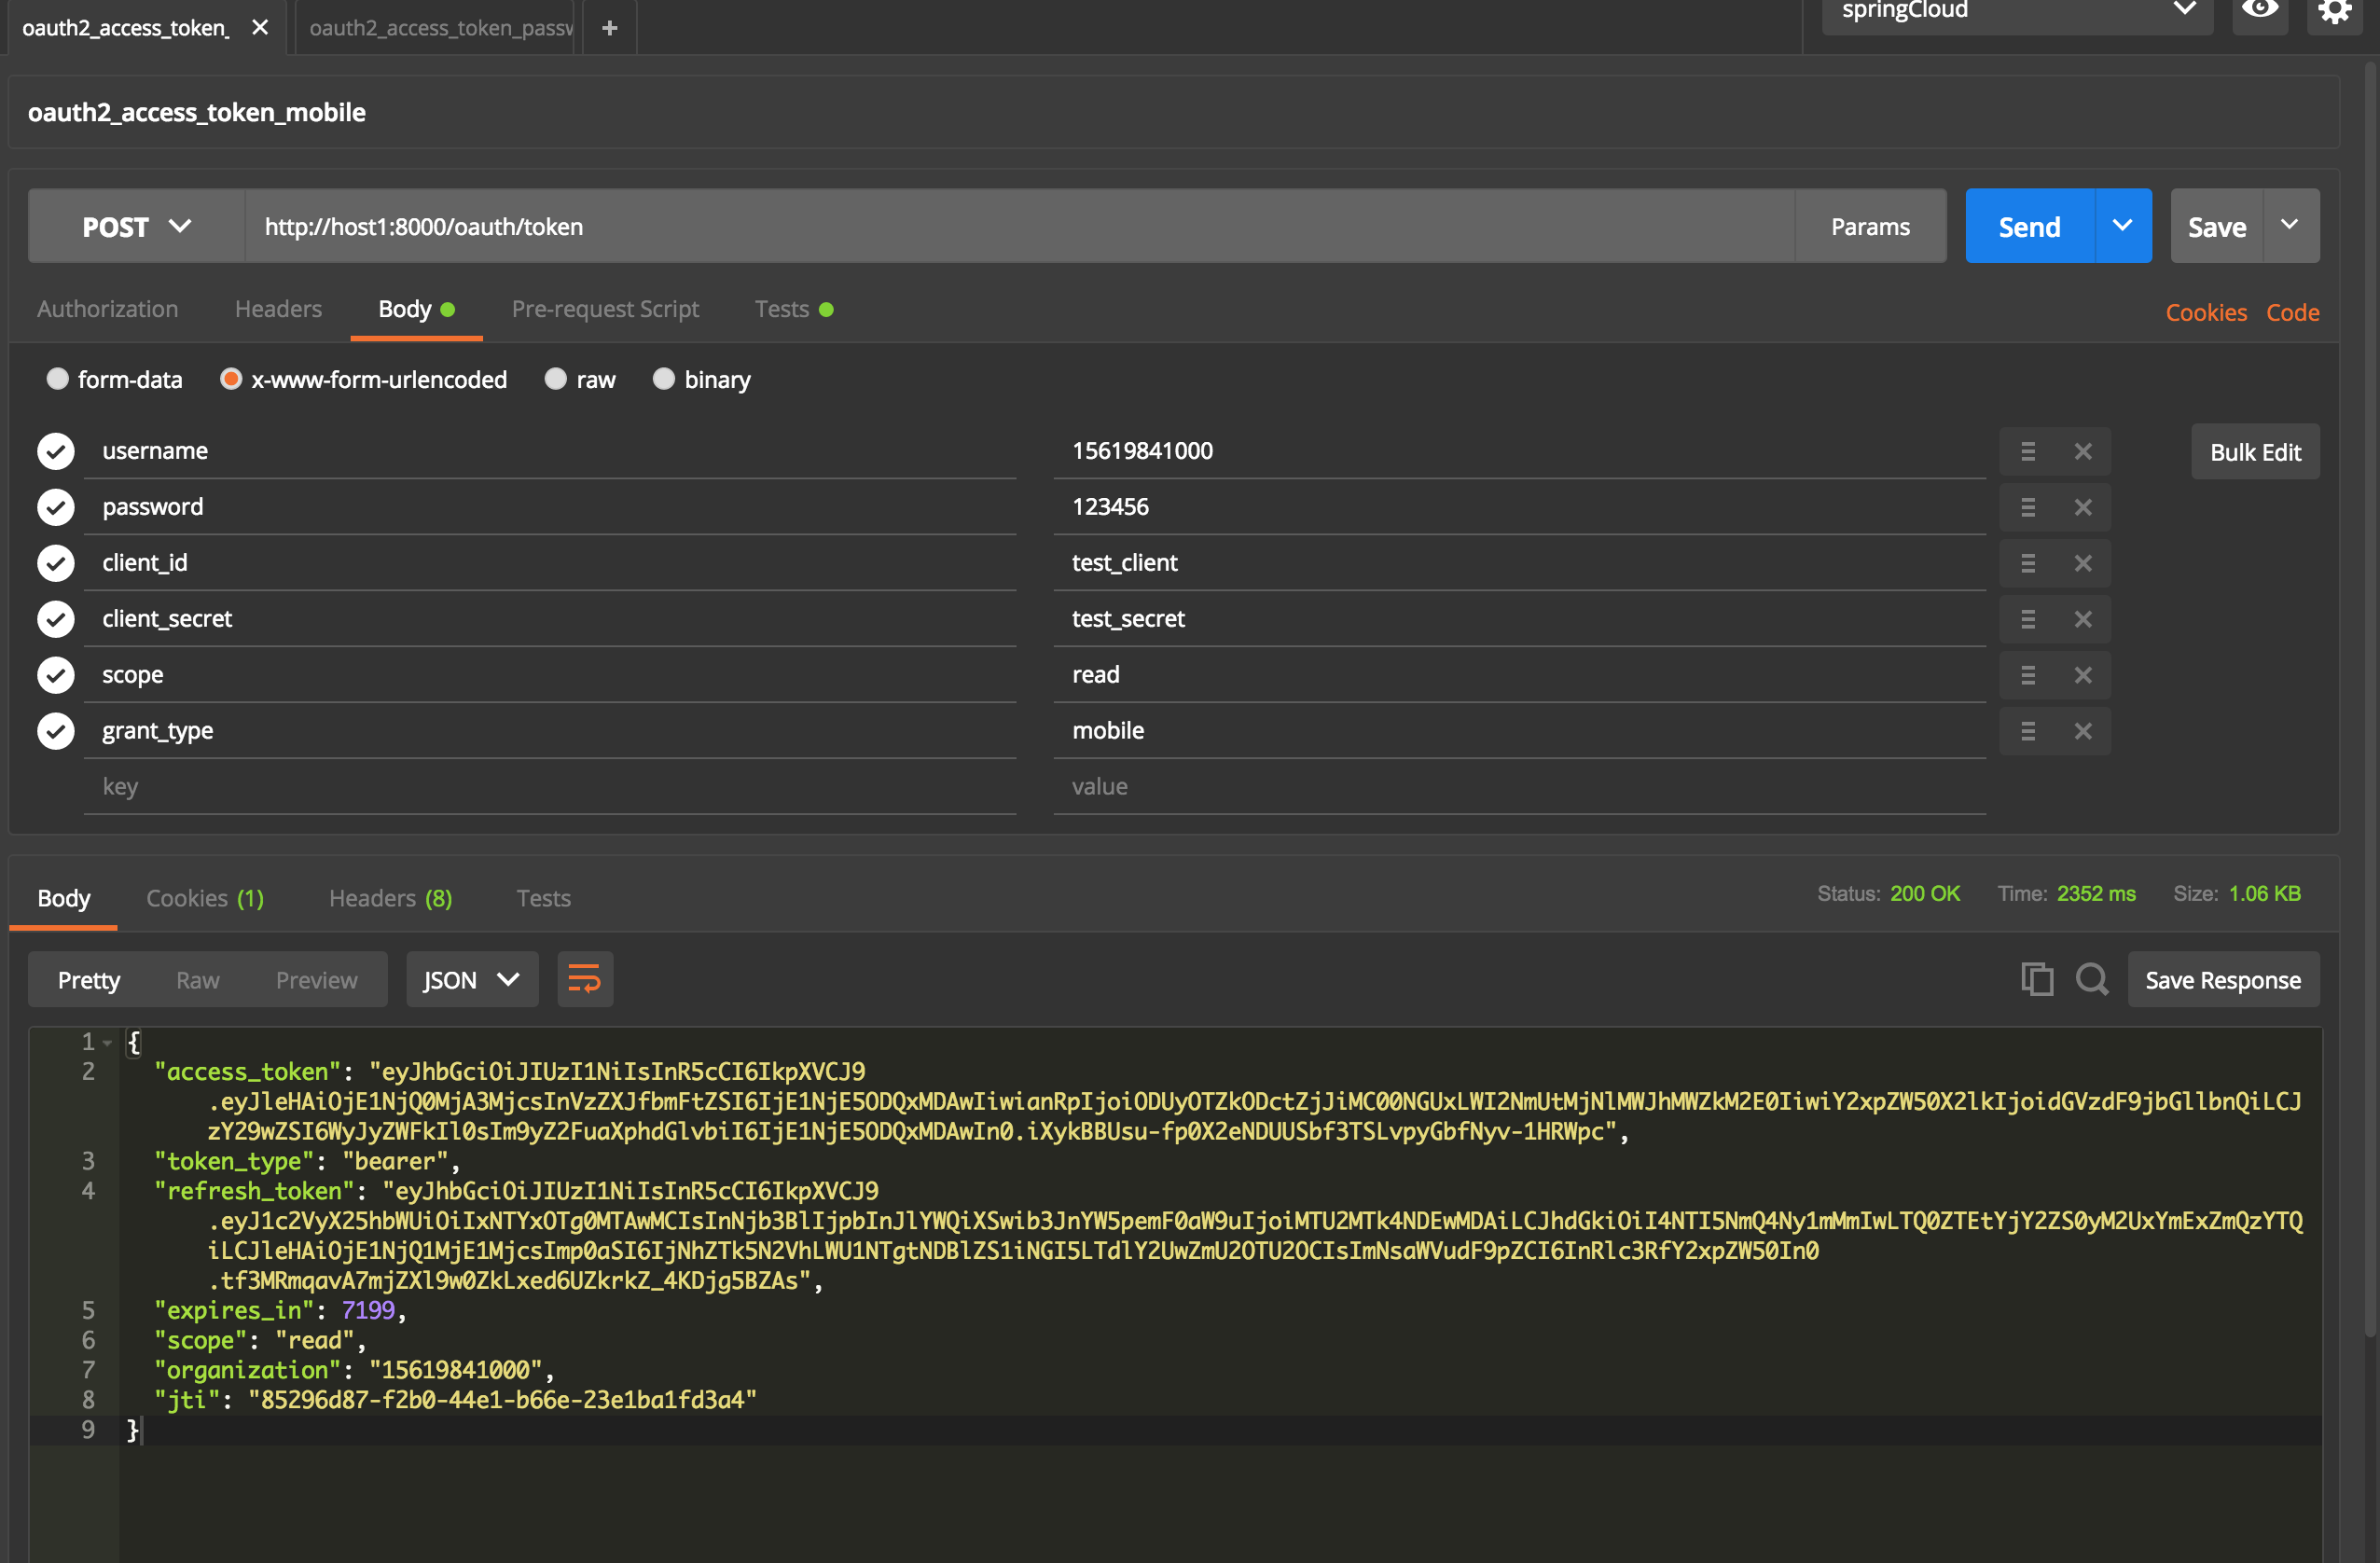 oauth2_access_token_
oauth2_access_token_passw
springCloud
oauth2_access_token_mobile
POST http://host1:8000/oauth/token Params Send Save
Authorization Headers Body Pre-request Script Tests Cookies Code
form-data x-www-form-urlencoded raw binary
username 15619841000 Bulk Edit
password 123456
client_id test_client
client_secret test_secret
scope read
grant_type mobile
key value
Body Cookies (1) Headers (8) Tests Status: 200 OK Time: 2352 ms Size: 1.06 KB
Pretty Raw Preview JSON Save Response
1 {
2 "access_token": "eyJhbGciOiJIUzI1NiIsInR5cCI6IkpXVCJ9
.eyJleHAiOjE1NjQ0MjA3MjcsInVzZXJfbmFtZSI6IjE1NjE5ODQxMDAwIiwianRpIjoiODUyOTZkODctZjJiMC00NGUxLWI2NmUtMjNlMWJhMWZkM2E0IiwiY2xpZW50X2lkIjoidGVzdF9jbGllbnQiLCJ
zY29wZSI6WyJyZWFkIl0sIm9yZ2FuaXphdGlvbiI6IjE1NjE5ODQxMDAwIn0.iXykBBUsu-fp0X2eNDUUSbf3TSLvpyGbfNyv-1HRWpc",
3 "token_type": "bearer",
4 "refresh_token": "eyJhbGciOiJIUzI1NiIsInR5cCI6IkpXVCJ9
.eyJ1c2VyX25hbWUiOiIxNTYxOTg0MTAwMCIsInNjb3BlIjpbInJlYWQiXSwib3JnYW5pemF0aW9uIjoiMTU2MTk4NDEwMDAiLCJhdGkiOiI4NTI5NmQ4Ny1mMmIwLTQ0ZTEtYjY2ZS0yM2UxYmExZmQzYTQ
iLCJleHAiOjE1NjQ1MjE1MjcsImp0aSI6IjNhZTk5N2VhLWU1NTgtNDBlZS1iNGI5LTdlY2UwZmU2OTU2OCIsImNsaWVudF9pZCI6InRlc3RfY2xpZW50In0
.tf3MRmqavA7mjZXl9w0ZkLxed6UZkrkZ_4KDjg5BZAs",
5 "expires_in": 7199,
6 "scope": "read",
7 "organization": "15619841000",
8 "jti": "85296d87-f2b0-44e1-b66e-23e1ba1fd3a4"
9 }